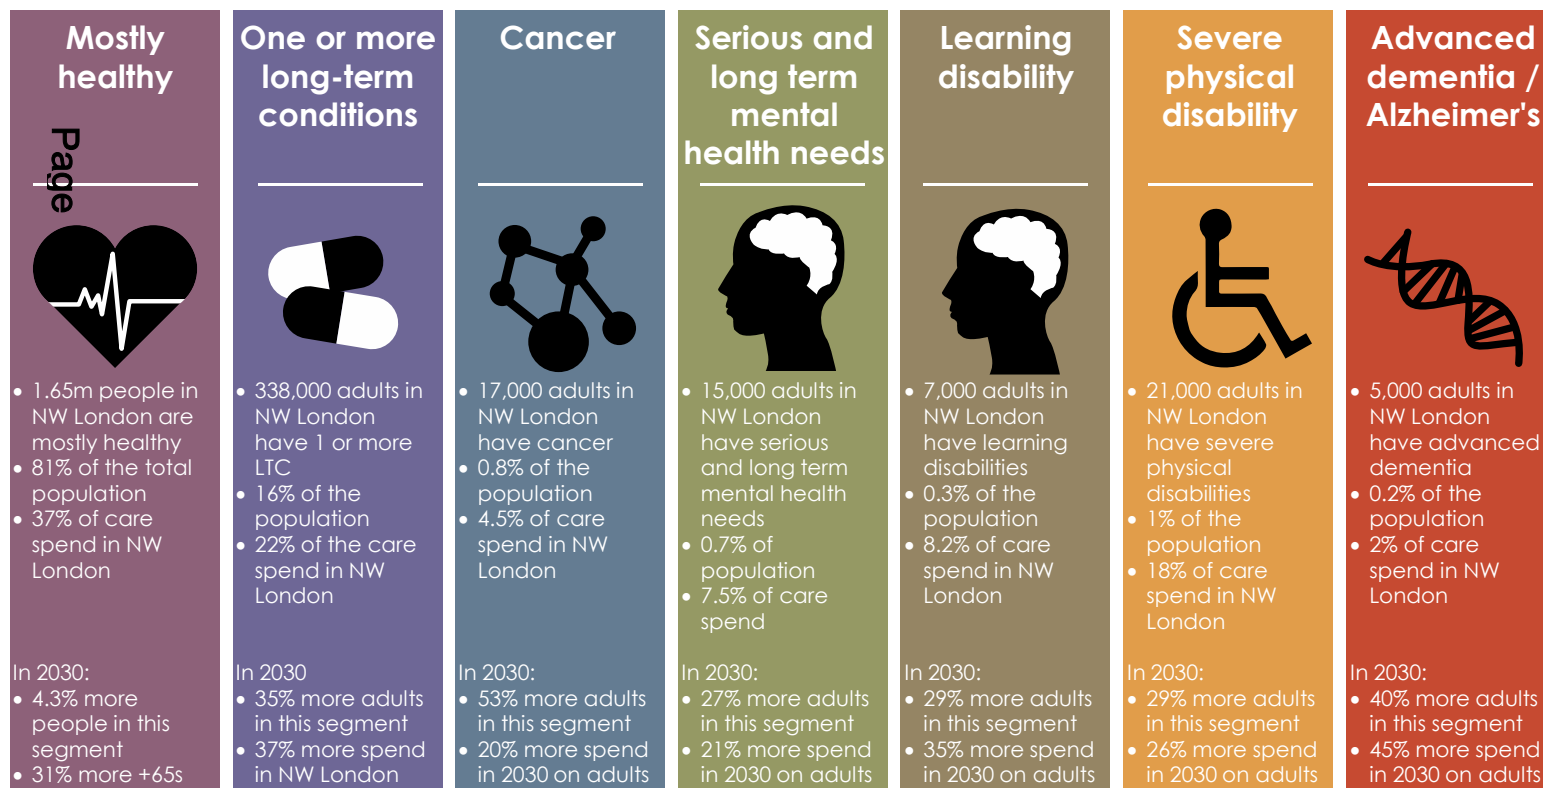 Mostly
healthy
Page
• 1.65m people in
NW London are
mostly healthy
• 81% of the total
population
• 37% of care
spend in NW
London
In 2030:
• 4.3% more
people in this
segment
• 31% more +65s
One or more
long-term
conditions
• 338,000 adults in
NW London
have 1 or more
LTC
• 16% of the
population
• 22% of the care
spend in NW
London
In 2030
• 35% more adults
in this segment
• 37% more spend
in NW London
Cancer
• 17,000 adults in
NW London
have cancer
• 0.8% of the
population
• 4.5% of care
spend in NW
London
In 2030:
• 53% more adults
in this segment
• 20% more spend
in 2030 on adults
Serious and
long term
mental
health needs
• 15,000 adults in
NW London
have serious
and long term
mental health
needs
• 0.7% of
population
• 7.5% of care
spend
In 2030:
• 27% more adults
in this segment
• 21% more spend
in 2030 on adults
Learning
disability
• 7,000 adults in
NW London
have learning
disabilities
• 0.3% of the
population
• 8.2% of care
spend in NW
London
In 2030:
• 29% more adults
in this segment
• 35% more spend
in 2030 on adults
Severe
physical
disability
• 21,000 adults in
NW London
have severe
physical
disabilities
• 1% of the
population
• 18% of care
spend in NW
London
In 2030:
• 29% more adults
in this segment
• 26% more spend
in 2030 on adults
Advanced
dementia /
Alzheimer's
• 5,000 adults in
NW London
have advanced
dementia
• 0.2% of the
population
• 2% of care
spend in NW
London
In 2030:
• 40% more adults
in this segment
• 45% more spend
in 2030 on adults